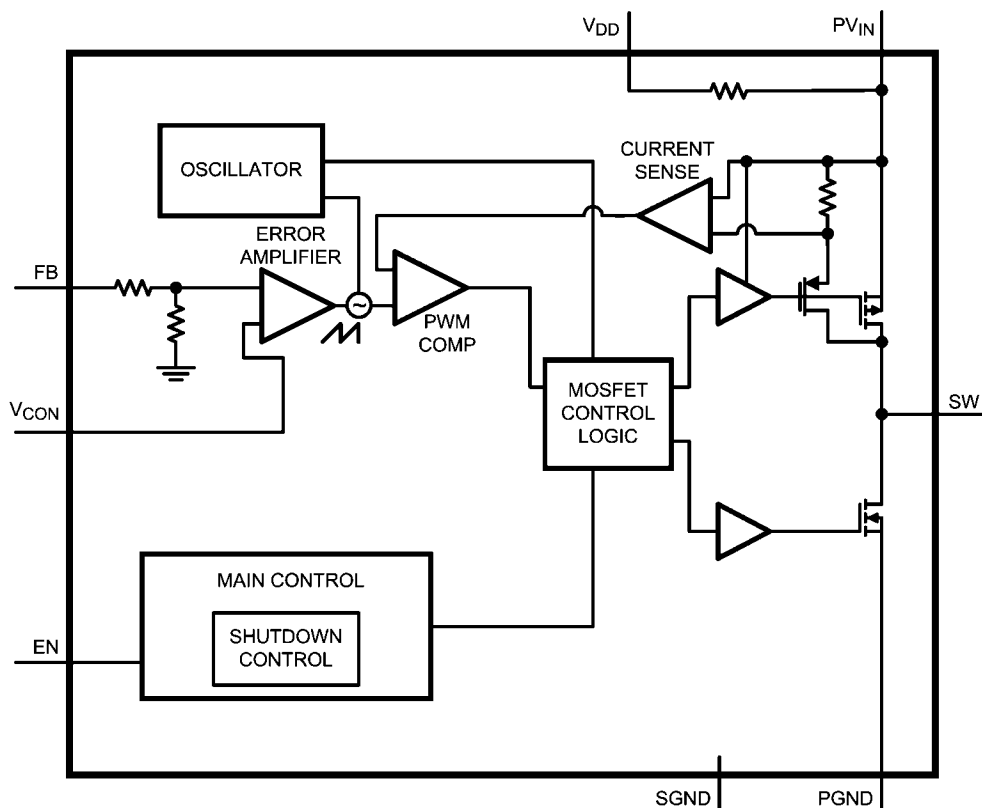 VDD
PVIN
OSCILLATOR
CURRENT
SENSE
ERROR
AMPLIFIER
FB
~
PWM
COMP
MOSFET
CONTROL
LOGIC
VCON
SW
MAIN CONTROL
SHUTDOWN
CONTROL
EN
SGND
PGND